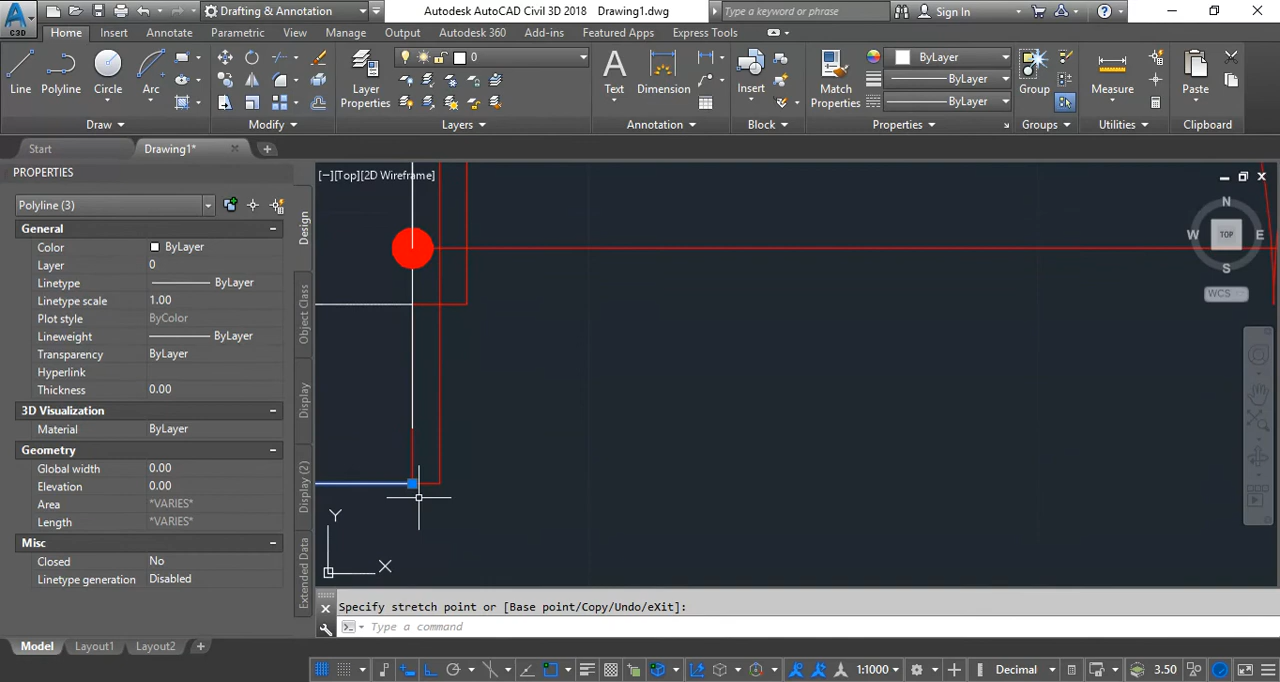 Drafting & Annotation
Autodesk AutoCAD Civil 3D 2018 Drawing1.dwg
Type a keyword or phrase
Sign In
C3D
Home Insert Annotate Parametric View Manage Output Autodesk 360 Add-ins Featured Apps Express Tools
0
ByLayer
ByLayer
ByLayer
Line Polyline Circle Arc
Layer Properties
Text Dimension
Insert
Match Properties
Group
Measure
Paste
Draw Modify Layers Annotation Block Properties Groups Utilities Clipboard
Start Drawing1*
PROPERTIES
[−][Top][2D Wireframe]
Polyline (3)
General
Color ByLayer
Layer 0
Linetype ByLayer
Linetype scale 1.00
Plot style ByColor
Lineweight ByLayer
Transparency ByLayer
Hyperlink
Thickness 0.00
3D Visualization
Material ByLayer
Geometry
Global width 0.00
Elevation 0.00
Area *VARIES*
Length *VARIES*
Misc
Closed No
Linetype generation Disabled
Design
Object Class
Display
Display (2)
Extended Data
N
W TOP E
S
WCS
Y
X
Specify stretch point or [Base point/Copy/Undo/eXit]:
Type a command
Model Layout1 Layout2
1:1000 Decimal 3.50